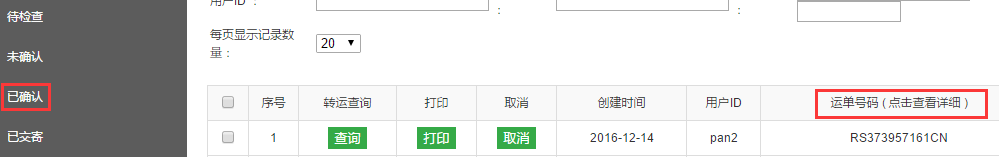 待检查
未确认
已确认
已交寄
用户ID ：
：
：
每页显示记录数
量：
20
序号 转运查询 打印 取消 创建时间 用户ID 运单号码 ( 点击查看详细 )
1 查询 打印 取消 2016-12-14 pan2 RS373957161CN